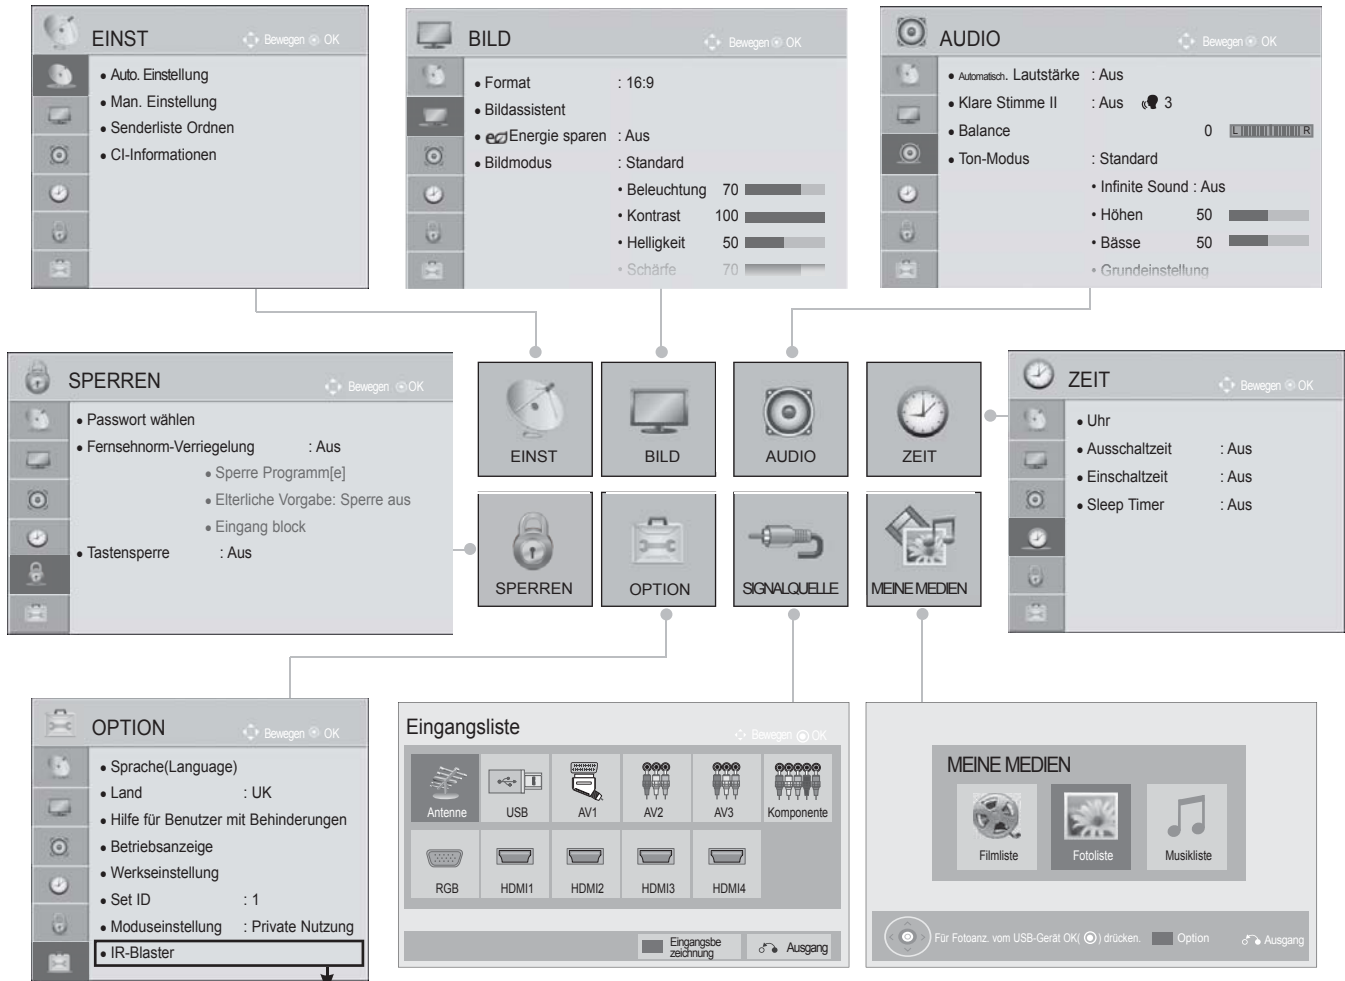 EINST
Bewegen OK
• Auto. Einstellung
• Man. Einstellung
• Senderliste Ordnen
• CI-Informationen
BILD
Bewegen OK
• Format : 16:9
• Bildassistent
• Energie sparen : Aus
• Bildmodus : Standard
• Beleuchtung 70
• Kontrast 100
• Helligkeit 50
• Schärfe 70
AUDIO
Bewegen OK
• Automatisch. Lautstärke : Aus
• Klare Stimme II : Aus 3
• Balance 0 L R
• Ton-Modus : Standard
• Infinite Sound : Aus
• Höhen 50
• Bässe 50
• Grundeinstellung
SPERREN
Bewegen OK
• Passwort wählen
• Fernsehnorm-Verriegelung : Aus
• Sperre Programm[e]
• Elterliche Vorgabe: Sperre aus
• Eingang block
• Tastensperre : Aus
EINST
BILD
AUDIO
ZEIT
SPERREN
OPTION
SIGNALQUELLE
MEINE MEDIEN
ZEIT
Bewegen OK
• Uhr
• Ausschaltzeit : Aus
• Einschaltzeit : Aus
• Sleep Timer : Aus
OPTION
Bewegen OK
• Sprache(Language)
• Land : UK
• Hilfe für Benutzer mit Behinderungen
• Betriebsanzeige
• Werkseinstellung
• Set ID : 1
• Moduseinstellung : Private Nutzung
• IR-Blaster
Eingangsliste
Bewegen OK
Antenne
USB
AV1
AV2
AV3
Komponente
RGB
HDMI1
HDMI2
HDMI3
HDMI4
Eingangsbe
zeichnung
Ausgang
MEINE MEDIEN
Filmliste
Fotoliste
Musikliste
Für Fotoanz. vom USB-Gerät OK( ) drücken.
Option
Ausgang